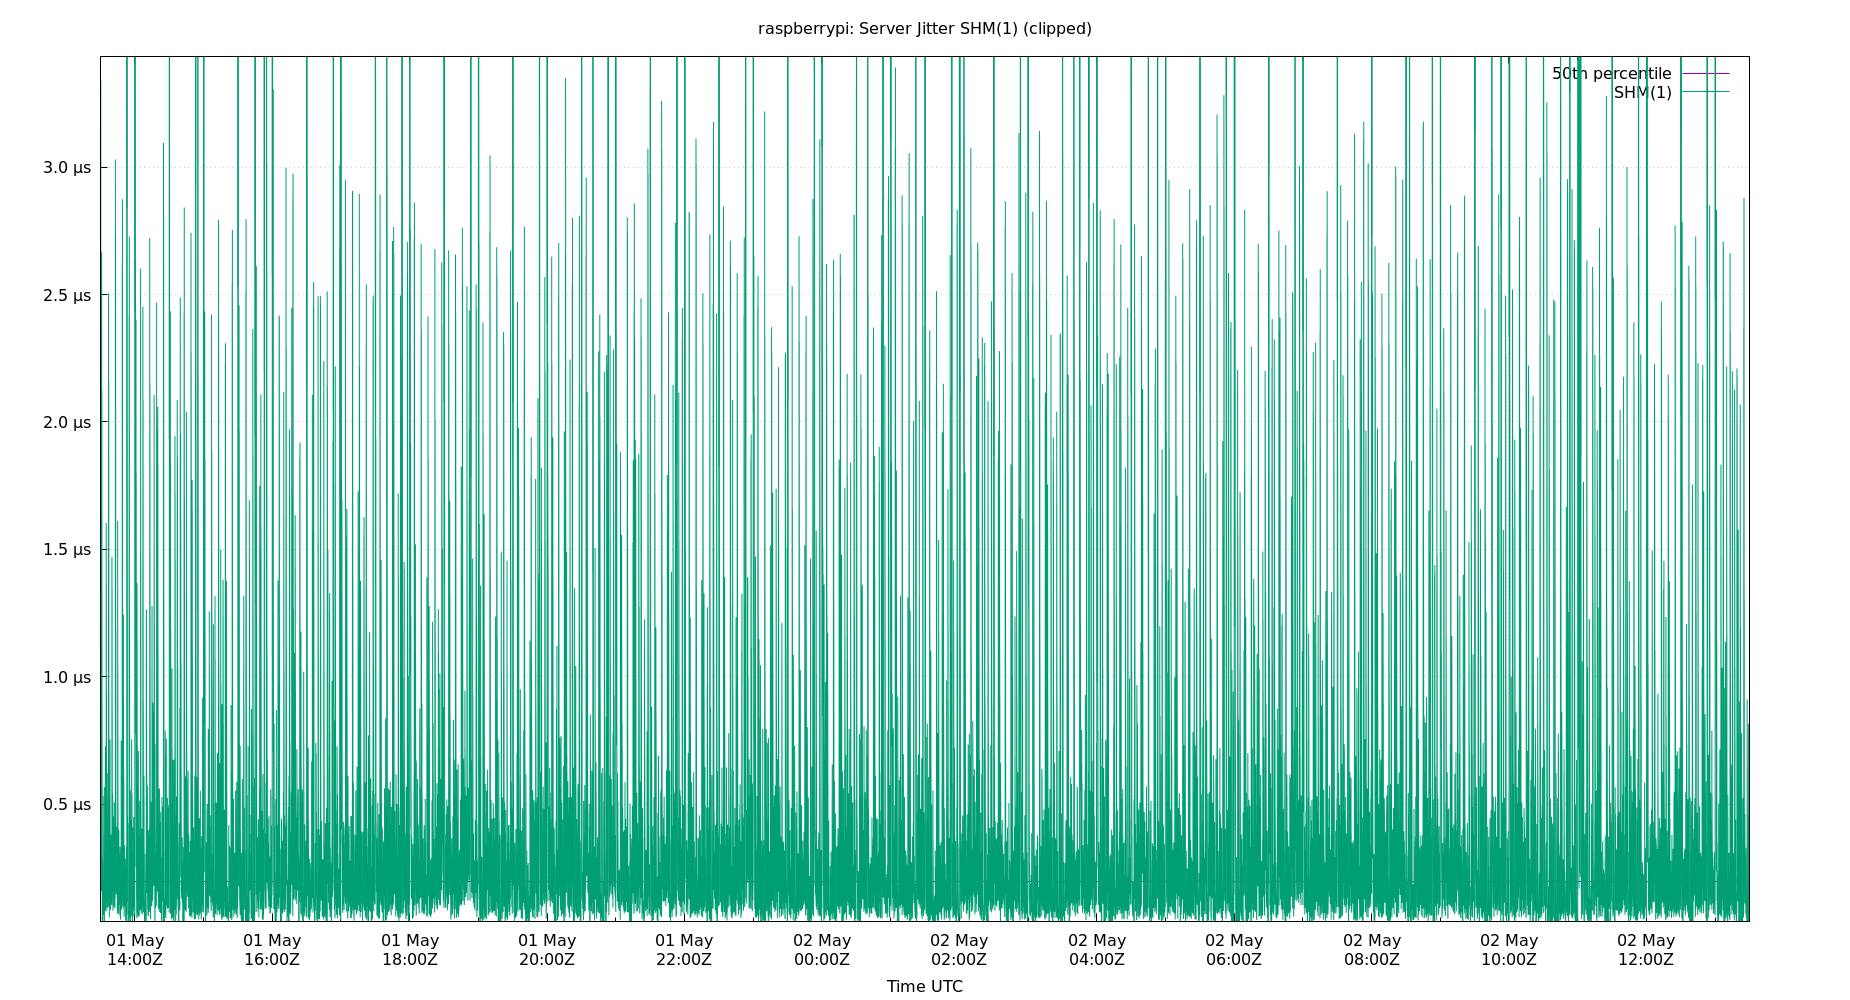 raspberrypi: Server Jitter SHM(1) (clipped)
50th percentile
SHM(1)
3.0 µs
2.5 µs
2.0 µs
1.5 µs
1.0 µs
0.5 µs
01 May 01 May 01 May 01 May 01 May 02 May 02 May 02 May 02 May 02 May 02 May 02 May
14:00Z 16:00Z 18:00Z 20:00Z 22:00Z 00:00Z 02:00Z 04:00Z 06:00Z 08:00Z 10:00Z 12:00Z
Time UTC